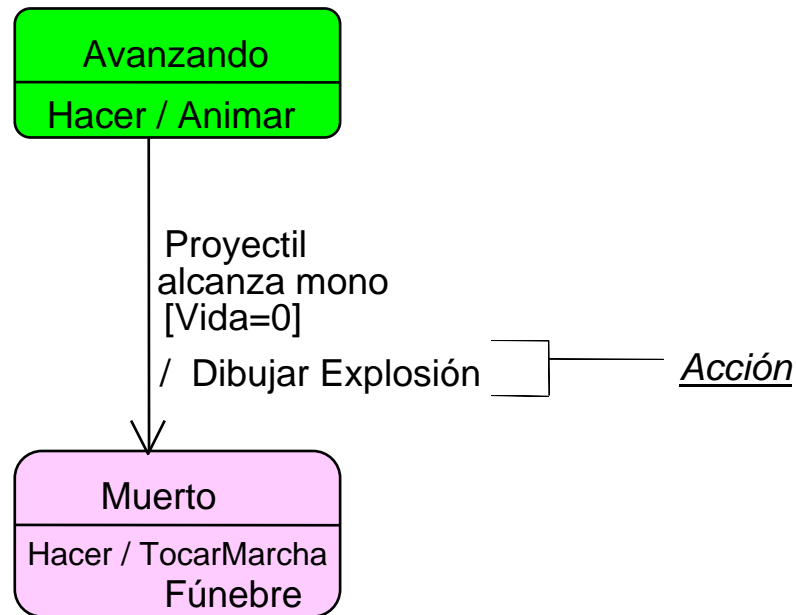 Avanzando
Hacer / Animar
Proyectil
alcanza mono
[Vida=0]
/ Dibujar Explosión
Acción
Muerto
Hacer / TocarMarcha
Fúnebre